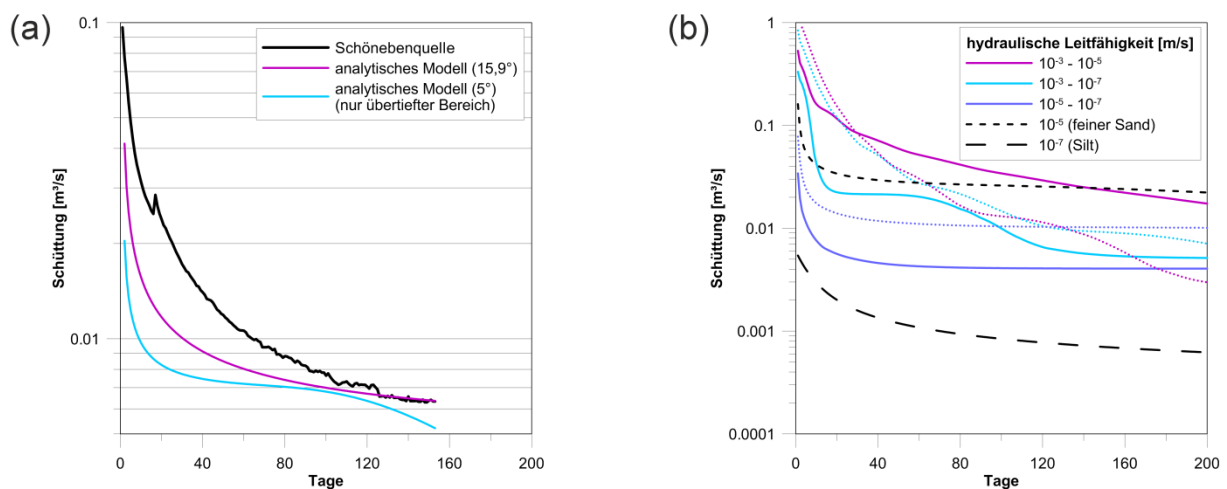 (a)
0.1
0.01
Schüttung [m³/s]
Schönebenquelle
analytisches Modell (15,9°)
analytisches Modell (5°)
(nur übertiefter Bereich)
0 40 80 120 160 200
Tage
(b)
1
0.1
0.01
0.001
0.0001
Schüttung [m³/s]
hydraulische Leitfähigkeit [m/s]
10⁻³ - 10⁻⁵
10⁻³ - 10⁻⁷
10⁻⁵ - 10⁻⁷
10⁻⁵ (feiner Sand)
10⁻⁷ (Silt)
0 40 80 120 160 200
Tage